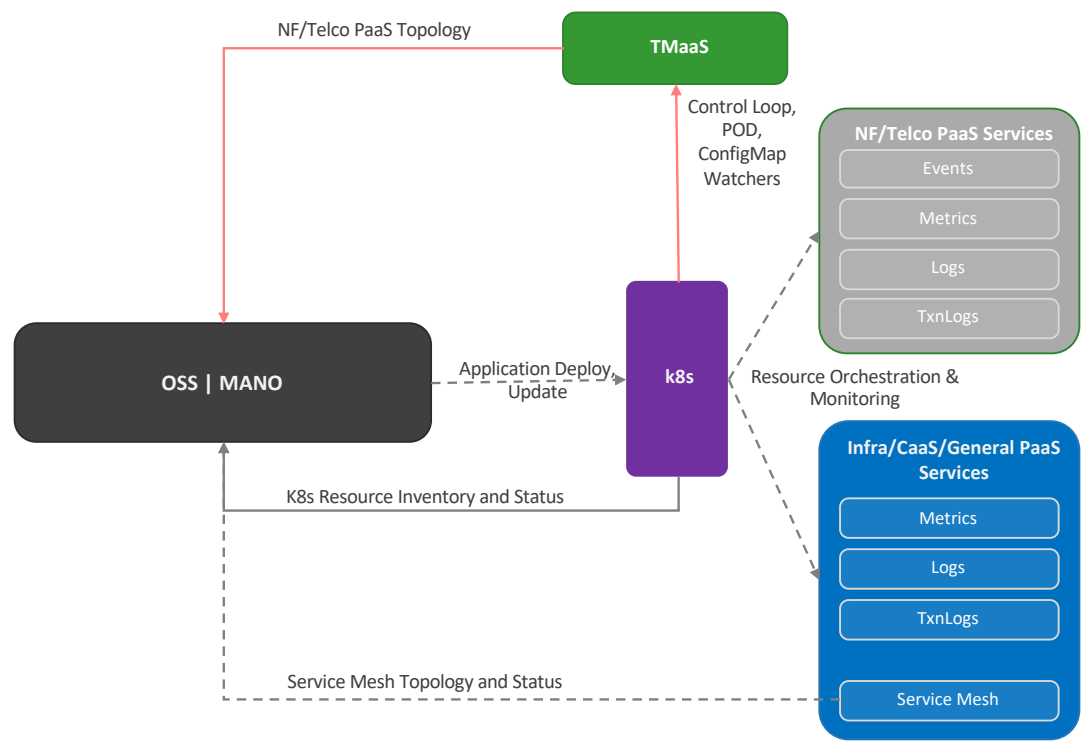 NF/Telco PaaS Topology
TMaaS
Control Loop,
POD,
ConfigMap
Watchers
NF/Telco PaaS Services
Events
Metrics
Logs
TxnLogs
OSS | MANO
Application Deploy,
Update
k8s
Resource Orchestration &
Monitoring
Infra/CaaS/General PaaS
Services
Metrics
Logs
TxnLogs
Service Mesh
K8s Resource Inventory and Status
Service Mesh Topology and Status